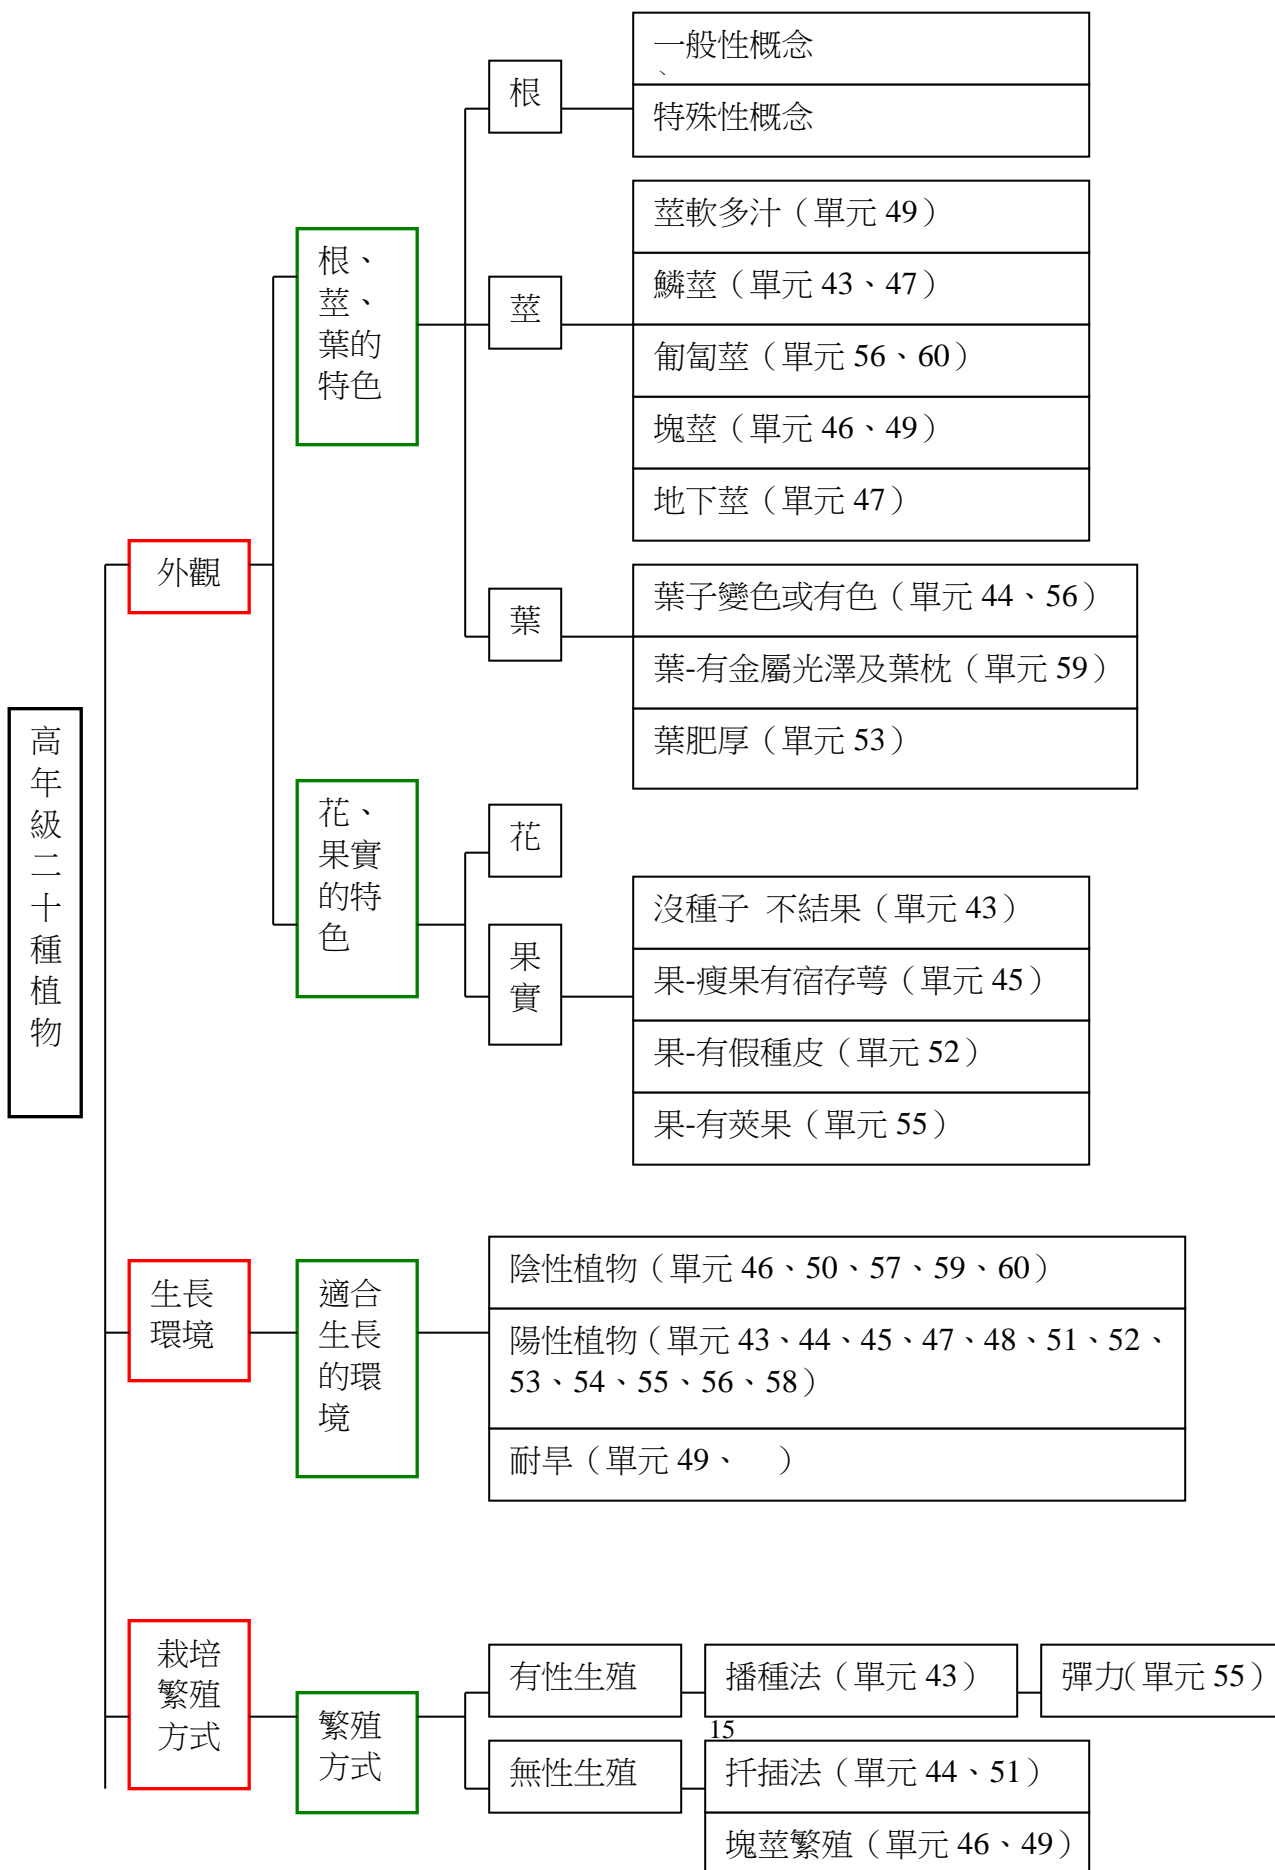 一般性概念
、
特殊性概念
根
莖軟多汁（單元 49）
鱗莖（單元 43、47）
匍匐莖（單元 56、60）
塊莖（單元 46、49）
地下莖（單元 47）
莖
根、
莖、
葉的
特色
葉子變色或有色（單元 44、56）
葉-有金屬光澤及葉枕（單元 59）
葉肥厚（單元 53）
葉
外觀
高
年
級
二
十
種
植
物
花、
果實
的特
色
花
果
實
沒種子 不結果（單元 43）
果-瘦果有宿存萼（單元 45）
果-有假種皮（單元 52）
果-有莢果（單元 55）
生長
環境
適合
生長
的環
境
陰性植物（單元 46、50、57、59、60）
陽性植物（單元 43、44、45、47、48、51、52、
53、54、55、56、58）
耐旱（單元 49、　）
栽培
繁殖
方式
繁殖
方式
有性生殖
播種法（單元 43）
彈力(單元 55）
15
無性生殖
扦插法（單元 44、51）
塊莖繁殖（單元 46、49）